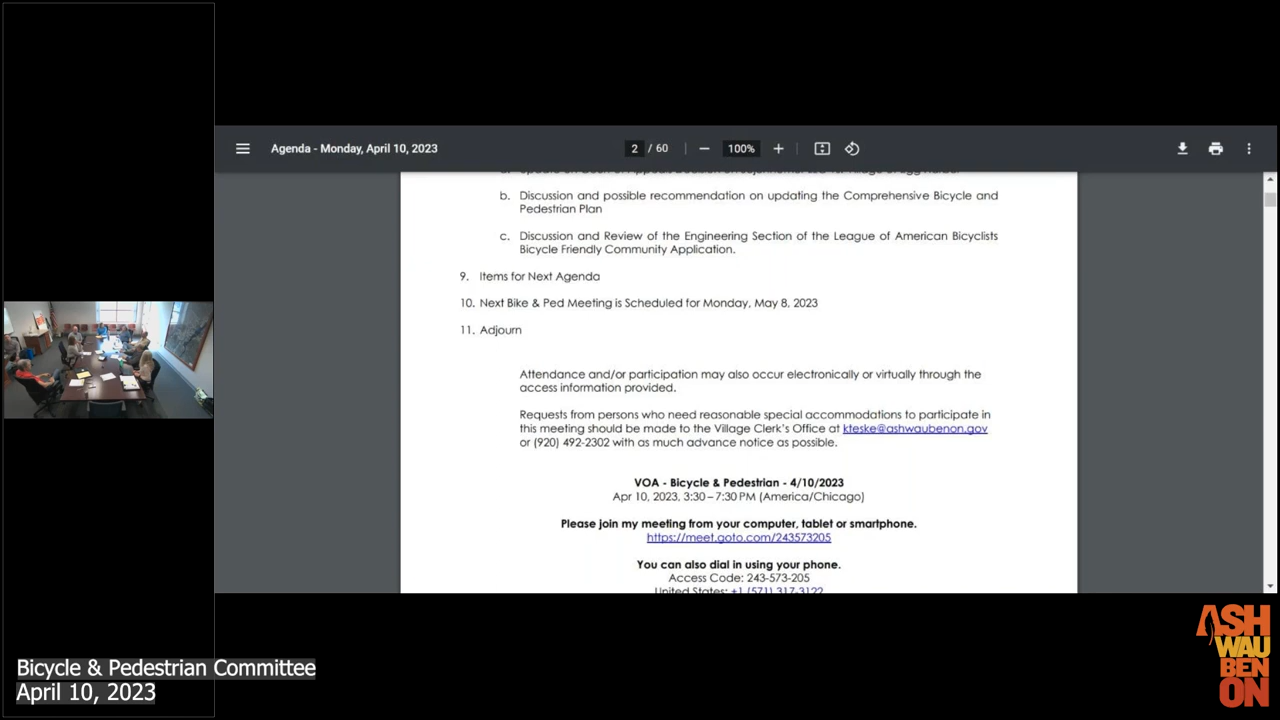 Agenda - Monday, April 10, 2023
2 / 60
100%
b. Discussion and possible recommendation on updating the Comprehensive Bicycle and
Pedestrian Plan
c. Discussion and Review of the Engineering Section of the League of American Bicyclists
Bicycle Friendly Community Application.
9. Items for Next Agenda
10. Next Bike & Ped Meeting is Scheduled for Monday, May 8, 2023
11. Adjourn
Attendance and/or participation may also occur electronically or virtually through the
access information provided.
Requests from persons who need reasonable special accommodations to participate in
this meeting should be made to the Village Clerk's Office at kteske@ashwaubenon.gov
or (920) 492-2302 with as much advance notice as possible.
VOA - Bicycle & Pedestrian - 4/10/2023
Apr 10, 2023, 3:30 – 7:30 PM (America/Chicago)
Please join my meeting from your computer, tablet or smartphone.
https://meet.goto.com/243573205
You can also dial in using your phone.
Access Code: 243-573-205
United States: +1 (571) 317-3122
Bicycle & Pedestrian Committee
April 10, 2023
ASH
WAU
BEN
ON